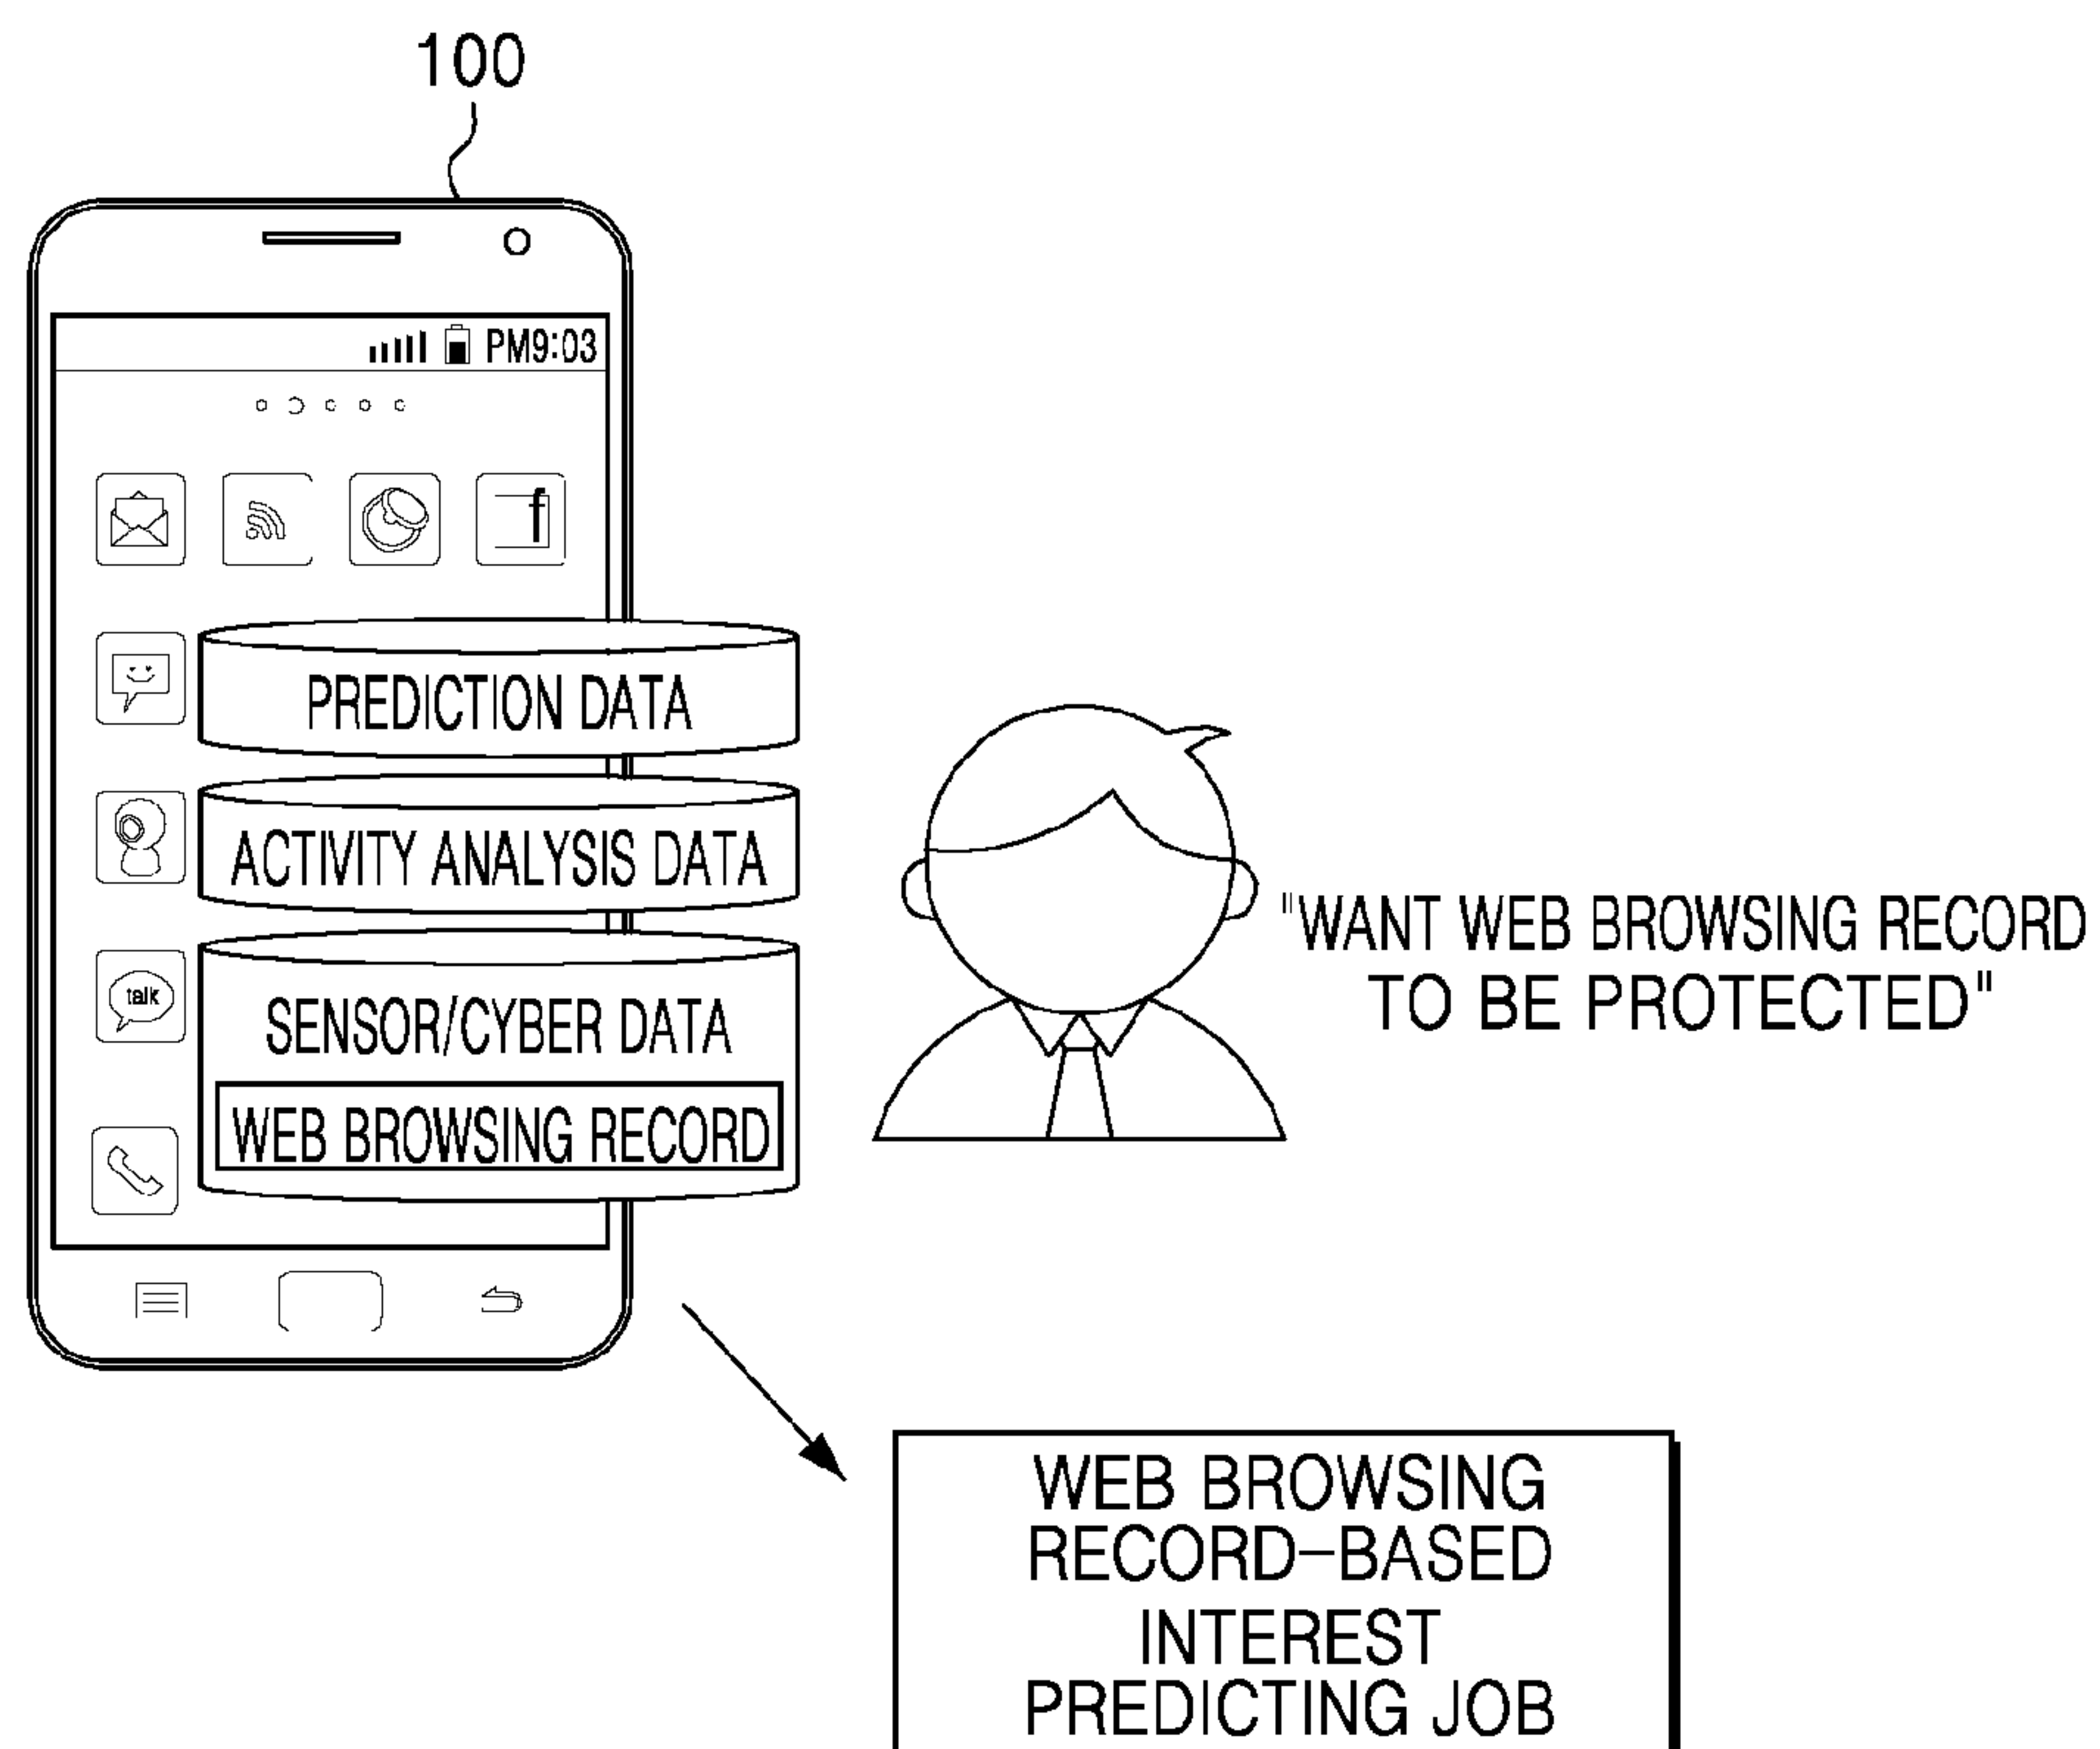 100
PM9:03
f
PREDICTION DATA
ACTIVITY ANALYSIS DATA
"WANT WEB BROWSING RECORD
TO BE PROTECTED"
talk
SENSOR/CYBER DATA
WEB BROWSING RECORD
WEB BROWSING
RECORD-BASED
INTEREST
PREDICTING JOB